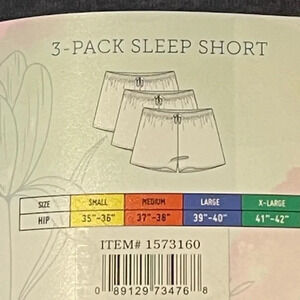 3-PACK SLEEP SHORT
SIZE SMALL MEDIUM LARGE X-LARGE
HIP 35"-36" 37"-38" 39"-40" 41"-42"
ITEM# 1573160
0 89129 73476 8